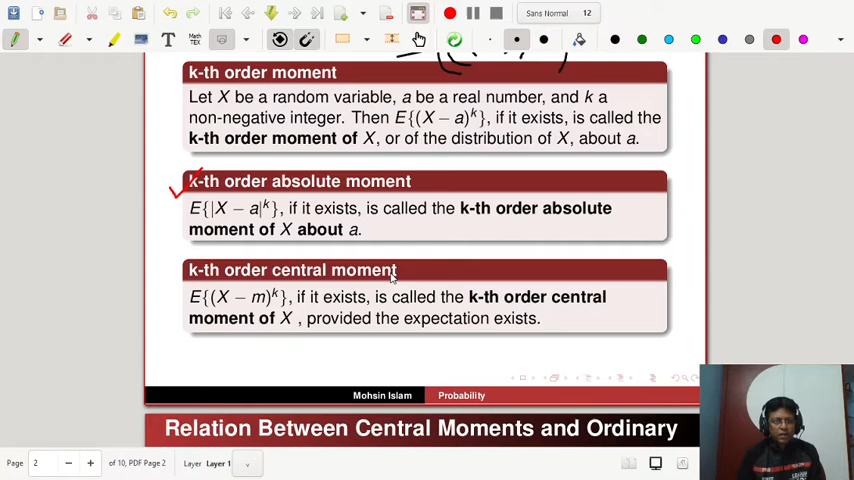 Sans Normal 12
MATH
TEX
k-th order moment
Let X be a random variable, a be a real number, and k a
non-negative integer. Then E{(X − a)^k}, if it exists, is called the
k-th order moment of X, or of the distribution of X, about a.
k-th order absolute moment
E{|X − a|^k}, if it exists, is called the k-th order absolute
moment of X about a.
k-th order central moment
E{(X − m)^k}, if it exists, is called the k-th order central
moment of X , provided the expectation exists.
Mohsin Islam Probability
Relation Between Central Moments and Ordinary
Page 2 of 10, PDF Page 2 Layer Layer 1